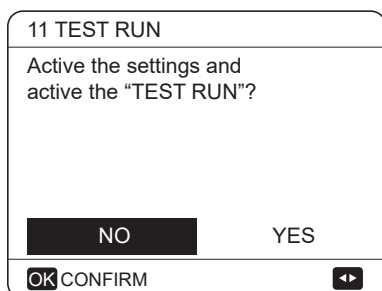 11 TEST RUN
Active the settings and
active the “TEST RUN”?
NO YES
OK CONFIRM